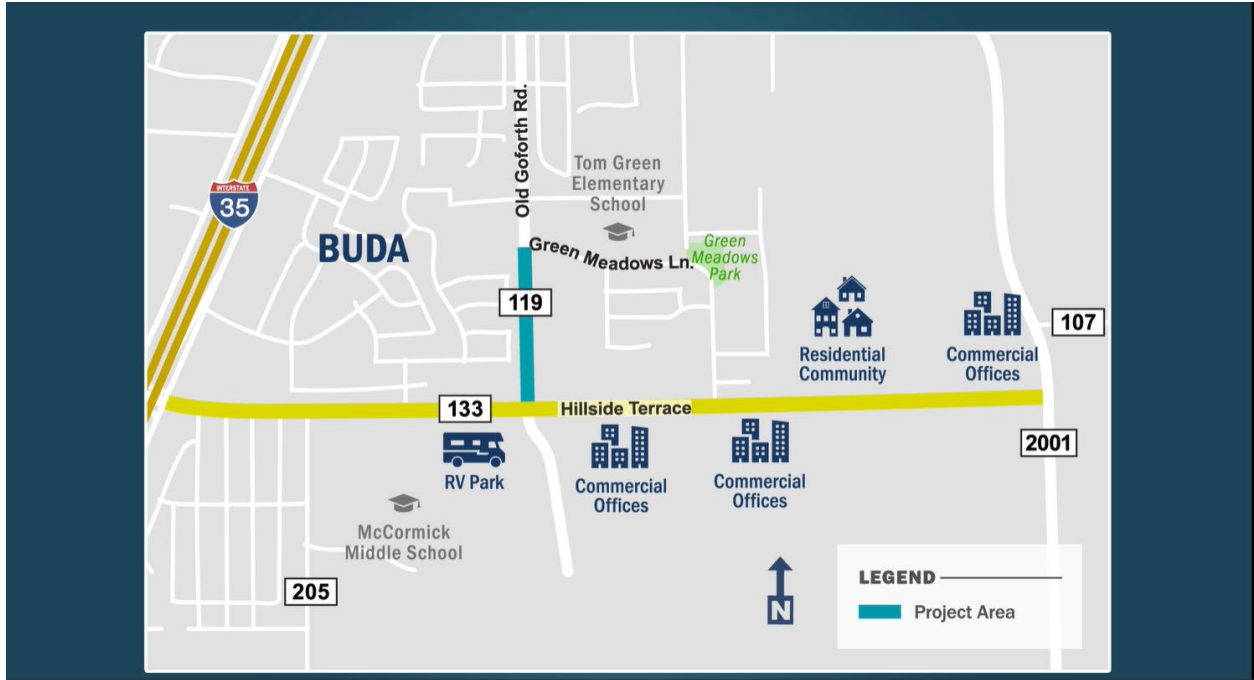 Old Goforth Rd.
INTERSTATE
35
BUDA
Tom Green
Elementary
School
Green Meadows Ln.
Green
Meadows
Park
119
Residential
Community
Commercial
Offices
107
133
Hillside Terrace
2001
RV Park
Commercial
Offices
Commercial
Offices
McCormick
Middle School
205
N
LEGEND
Project Area